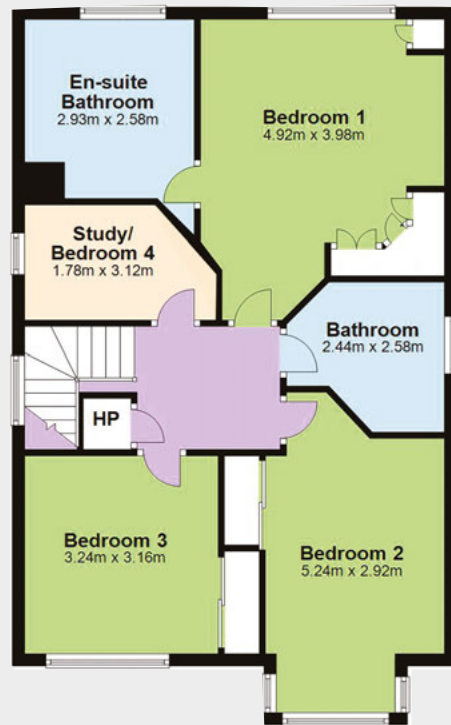 En-suite
Bathroom
2.93m x 2.58m
Bedroom 1
4.92m x 3.98m
Study/
Bedroom 4
1.78m x 3.12m
Bathroom
2.44m x 2.58m
HP
Bedroom 3
3.24m x 3.16m
Bedroom 2
5.24m x 2.92m